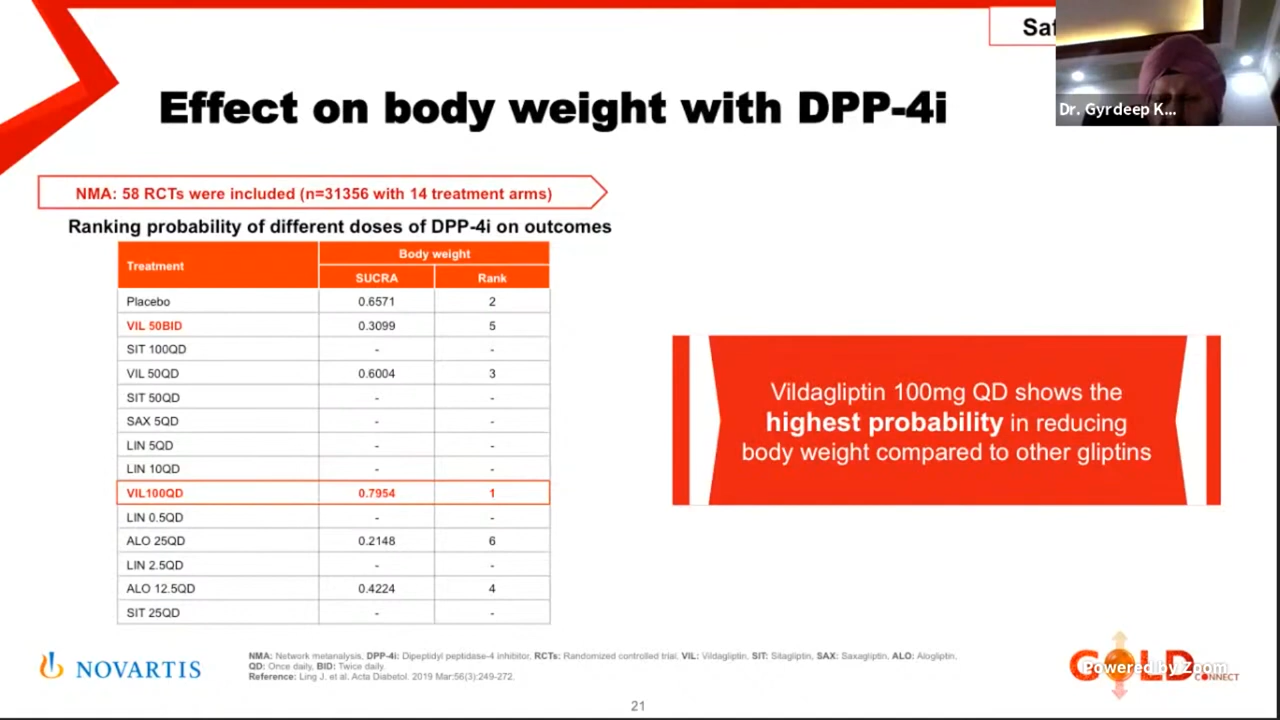 Saf
Dr. Gyrdeep K...
Effect on body weight with DPP-4i
NMA: 58 RCTs were included (n=31356 with 14 treatment arms)
Ranking probability of different doses of DPP-4i on outcomes
Treatment Body weight
SUCRA Rank
Placebo 0.6571 2
VIL 50BID 0.3099 5
SIT 100QD - -
VIL 50QD 0.6004 3
SIT 50QD - -
SAX 5QD - -
LIN 5QD - -
LIN 10QD - -
VIL100QD 0.7954 1
LIN 0.5QD - -
ALO 25QD 0.2148 6
LIN 2.5QD - -
ALO 12.5QD 0.4224 4
SIT 25QD - -
Vildagliptin 100mg QD shows the
highest probability in reducing
body weight compared to other gliptins
NOVARTIS
NMA: Network metanalysis, DPP-4i: Dipeptidyl peptidase-4 inhibitor, RCTs: Randomized controlled trial. VIL: Vildagliptin, SIT: Sitagliptin, SAX: Saxagliptin, ALO: Alogliptin,
QD: Once daily, BID: Twice daily.
Reference: Ling J. et al. Acta Diabetol. 2019 Mar:56(3):249-272.
GOLD
CONNECT
Powered by Zoom
21